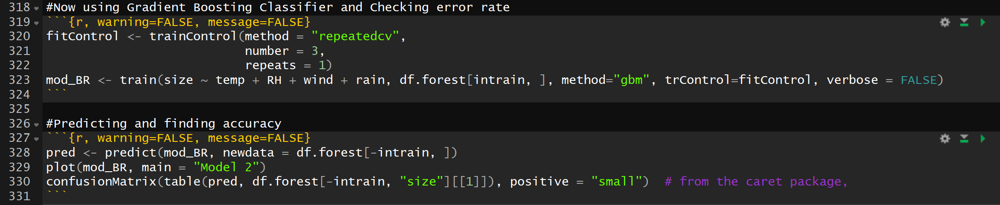 318 #Now using Gradient Boosting Classifier and Checking error rate
319 ```{r, warning=FALSE, message=FALSE}
320 fitControl <- trainControl(method = "repeatedcv",
321                            number = 3,
322                            repeats = 1)
323 mod_BR <- train(size ~ temp + RH + wind + rain, df.forest[intrain, ], method="gbm", trControl=fitControl, verbose = FALSE)
324 ```
325
326 #Predicting and finding accuracy
327 ```{r, warning=FALSE, message=FALSE}
328 pred <- predict(mod_BR, newdata = df.forest[-intrain, ])
329 plot(mod_BR, main = "Model 2")
330 confusionMatrix(table(pred, df.forest[-intrain, "size"][[1]]), positive = "small")  # from the caret package,
331 ```